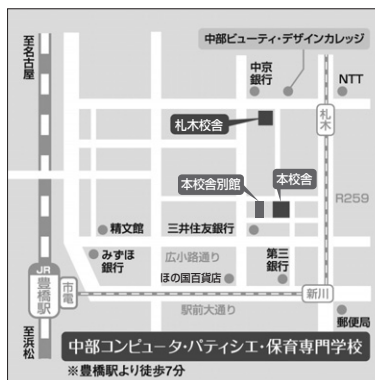 至名古屋
中部ビューティ・デザインカレッジ
中京
銀行
NTT
札木校舎
札木
本校舎別館
本校舎
R259
精文館
三井住友銀行
みずほ
銀行
広小路通り
第三
銀行
ほの国百貨店
JR
豊橋駅
市電
新川
駅前大通り
郵便局
至浜松
中部コンピュータ・パティシエ・保育専門学校
※豊橋駅より徒歩7分